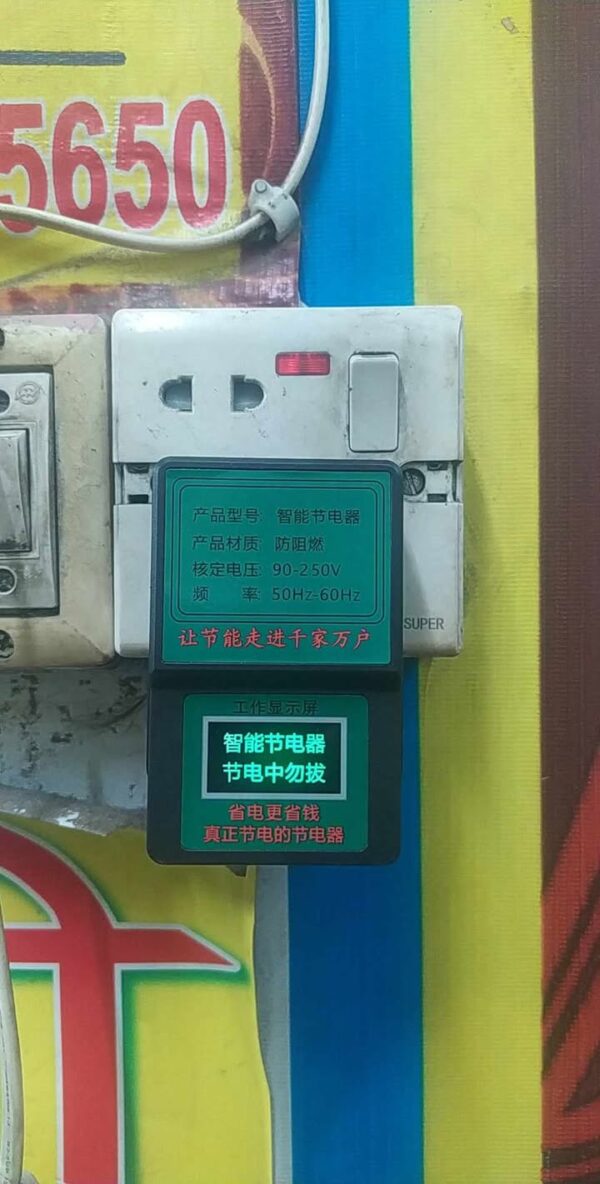 5650
产品型号: 智能节电器
产品材质: 防阻燃
核定电压: 90-250V
频 率: 50Hz-60Hz
让节能走进千家万户
SUPER
工作显示屏
智能节电器
节电中勿拔
省电更省钱
真正节电的节电器